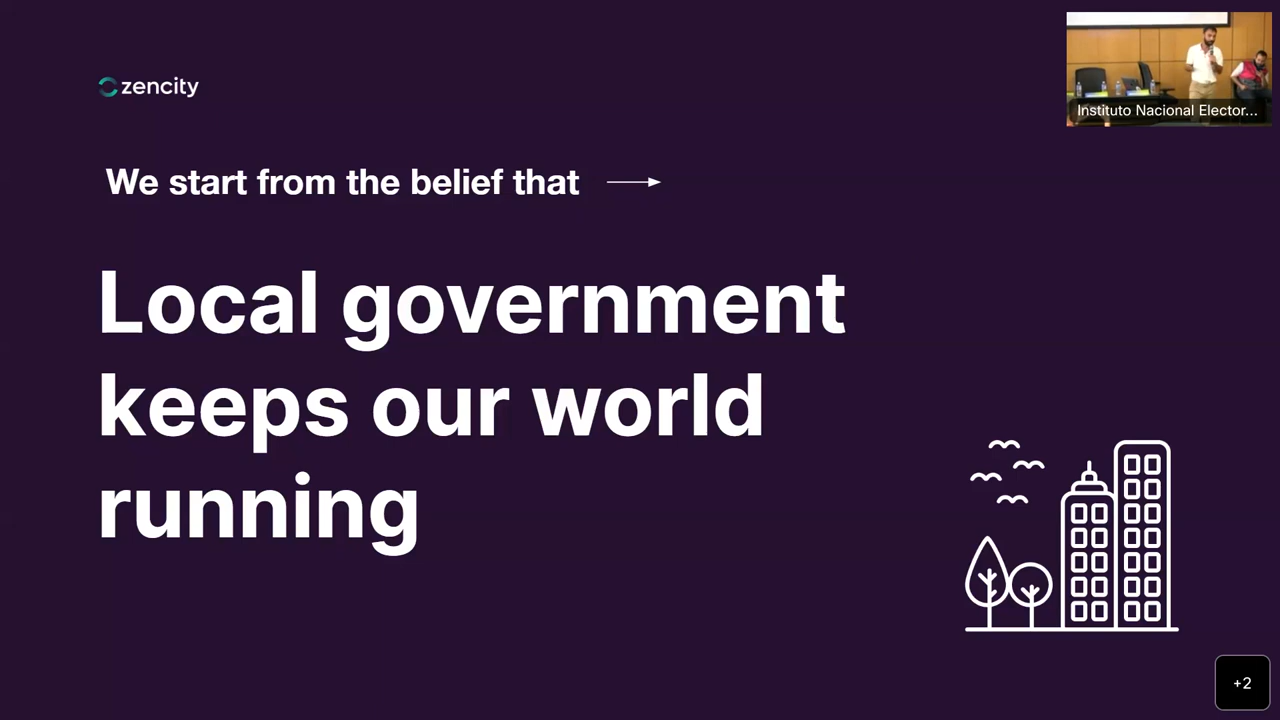 zencity
Instituto Nacional Elector...
We start from the belief that
Local government
keeps our world
running
+2